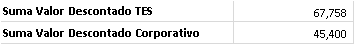 Suma Valor Descontado TES 67,758
Suma Valor Descontado Corporativo 45,400